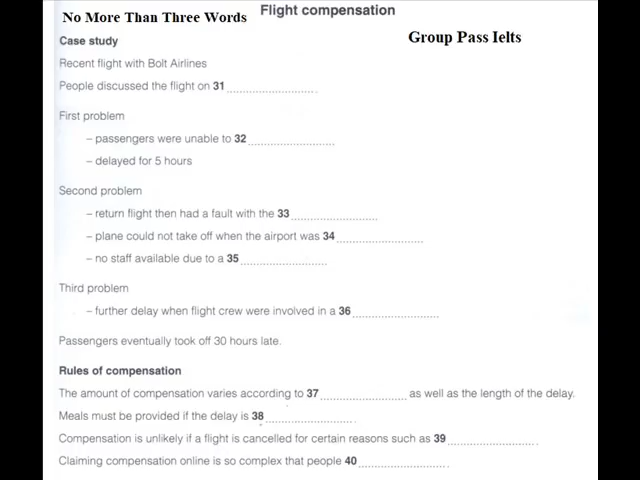 No More Than Three Words
Flight compensation
Group Pass Ielts
Case study
Recent flight with Bolt Airlines
People discussed the flight on 31 ........................
First problem
– passengers were unable to 32 ........................
– delayed for 5 hours
Second problem
– return flight then had a fault with the 33 ........................
– plane could not take off when the airport was 34 ........................
– no staff available due to a 35 ........................
Third problem
– further delay when flight crew were involved in a 36 ........................
Passengers eventually took off 30 hours late.
Rules of compensation
The amount of compensation varies according to 37 ........................ as well as the length of the delay.
Meals must be provided if the delay is 38 ........................
Compensation is unlikely if a flight is cancelled for certain reasons such as 39 ........................
Claiming compensation online is so complex that people 40 ........................